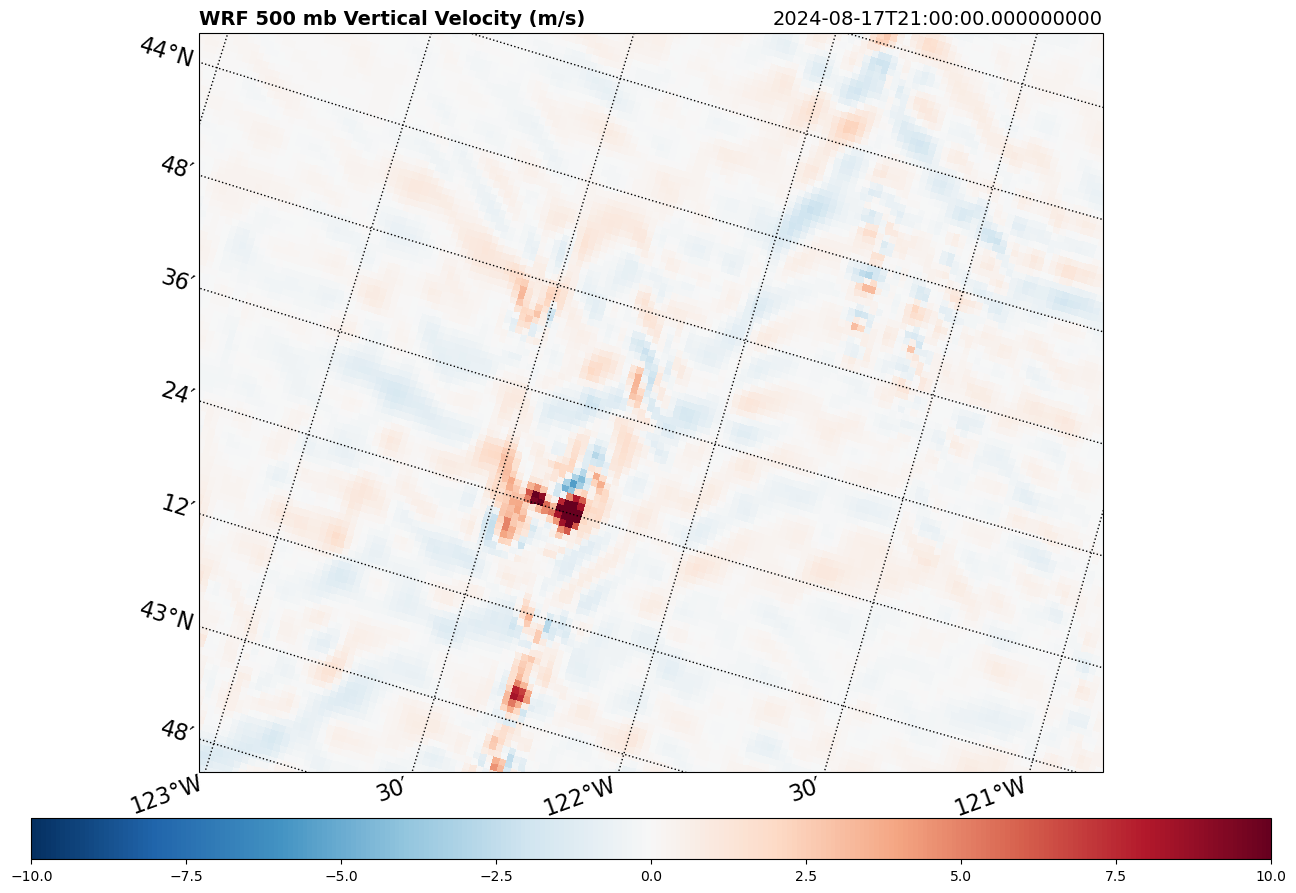 WRF 500 mb Vertical Velocity (m/s) 2024-08-17T21:00:00.000000000
44°N
48′
36′
24′
12′
43°N
48′
123°W 30′ 122°W 30′ 121°W
−10.0 −7.5 −5.0 −2.5 0.0 2.5 5.0 7.5 10.0